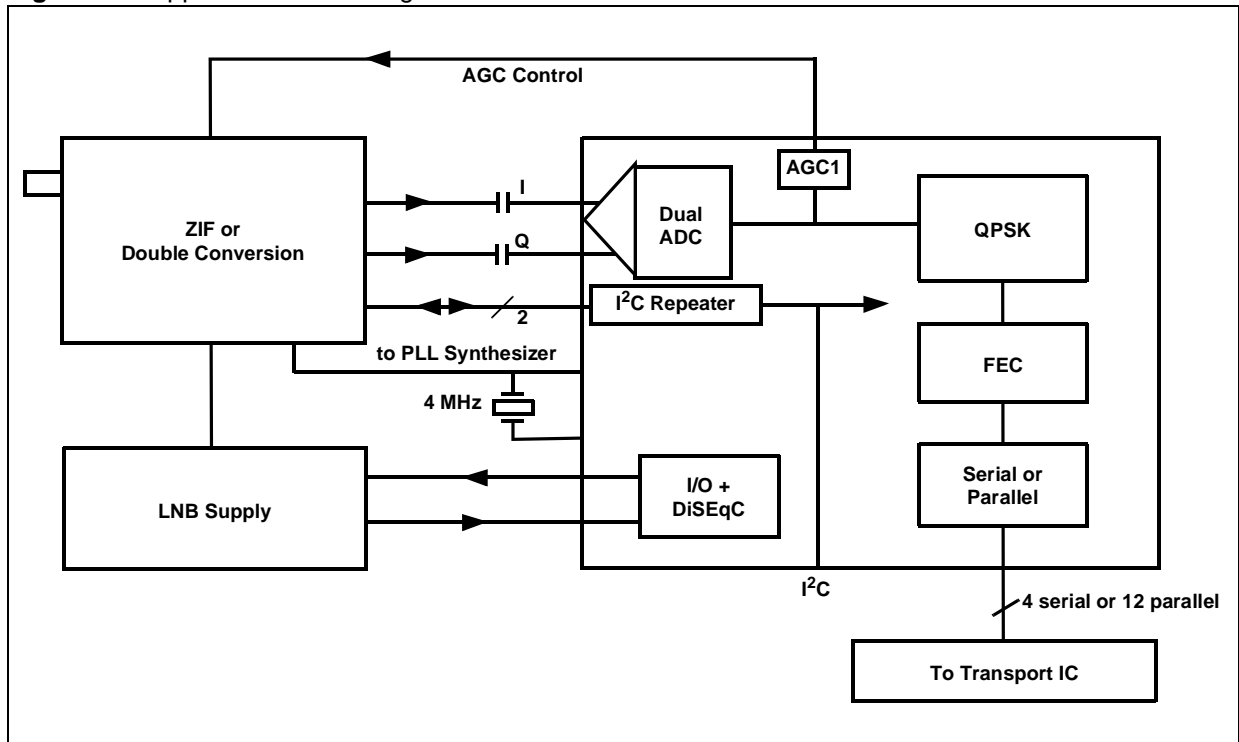 AGC Control
AGC1
I
Dual
ADC
QPSK
ZIF or
Double Conversion
Q
I²C Repeater
2
to PLL Synthesizer
FEC
4 MHz
Serial or
Parallel
I/O +
DiSEqC
LNB Supply
I²C
4 serial or 12 parallel
To Transport IC